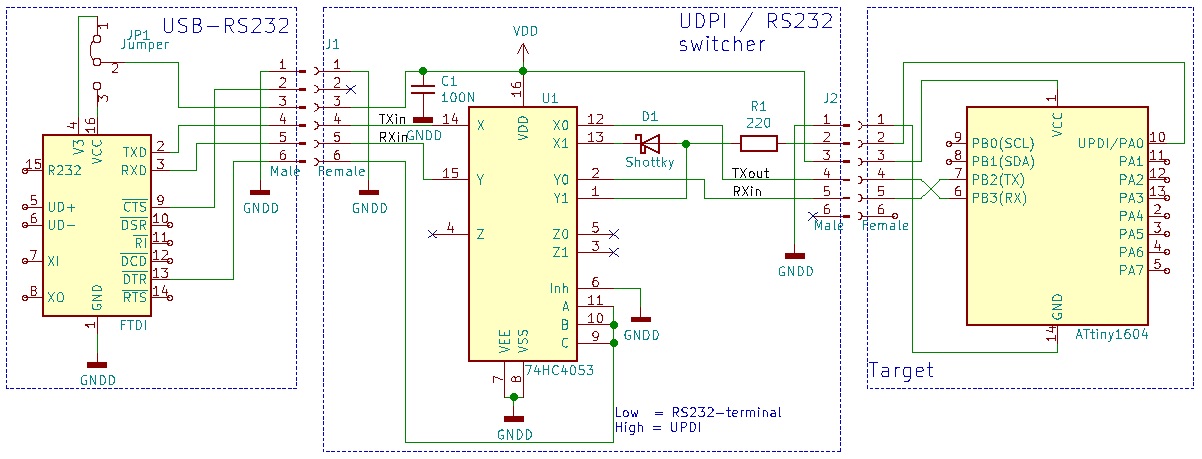 USB-RS232
JP1
Jumper
1
2
3
4
16
V3
VCC
15
R232
5
UD+
6
UD-
7
XI
8
XO
TXD
2
RXD
3
CTS
9
DSR
10
RI
11
DCD
12
DTR
13
RTS
14
GND
1
FTDI
GNDD
GNDD
1
2
3
4
5
6
Male
J1
1
2
3
4
5
6
Female
GNDD
UDPI / RS232
switcher
VDD
C1
100N
GNDD
TXin
RXin
U1
16
VDD
14
X
15
Y
4
Z
X0
12
X1
13
Y0
2
Y1
1
Z0
5
Z1
3
Inh
6
A
11
B
10
C
9
VEE
VSS
7
8
74HC4053
GNDD
GNDD
D1
Shottky
R1
220
TXout
RXin
GNDD
Low = RS232-terminal
High = UPDI
J2
1
2
3
4
5
6
Male
1
2
3
4
5
6
Female
1
VCC
9
PB0(SCL)
8
PB1(SDA)
7
PB2(TX)
6
PB3(RX)
UPDI/PA0
10
PA1
11
PA2
12
PA3
13
PA4
2
PA5
3
PA6
4
PA7
5
GND
14
ATtiny1604
Target